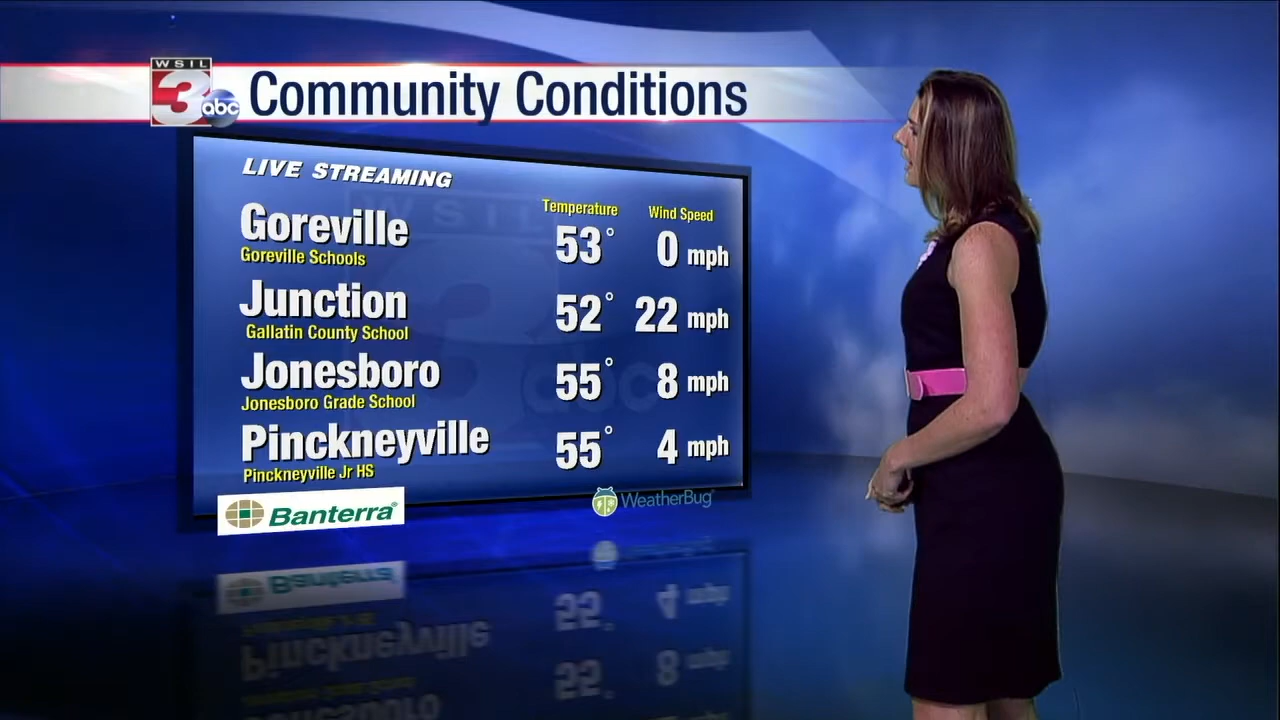 WSIL
3
abc
Community Conditions
LIVE STREAMING
Temperature Wind Speed
Goreville 53° 0 mph
Goreville Schools
Junction 52° 22 mph
Gallatin County School
Jonesboro 55° 8 mph
Jonesboro Grade School
Pinckneyville 55° 4 mph
Pinckneyville Jr HS
Banterra®
WeatherBug®